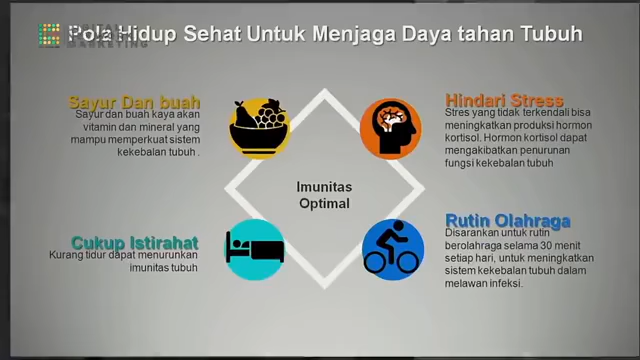 Pola Hidup Sehat Untuk Menjaga Daya tahan Tubuh
MARKETING
Sayur Dan buah
Sayur dan buah kaya akan
vitamin dan mineral yang
mampu memperkuat sistem
kekebalan tubuh .
Hindari Stress
Stres yang tidak terkendali bisa
meningkatkan produksi hormon
kortisol. Hormon kortisol dapat
mengakibatkan penurunan
fungsi kekebalan tubuh
Imunitas
Optimal
Cukup Istirahat
Kurang tidur dapat menurunkan
imunitas tubuh
Rutin Olahraga
Disarankan untuk rutin
berolahraga selama 30 menit
setiap hari, untuk meningkatkan
sistem kekebalan tubuh dalam
melawan infeksi.